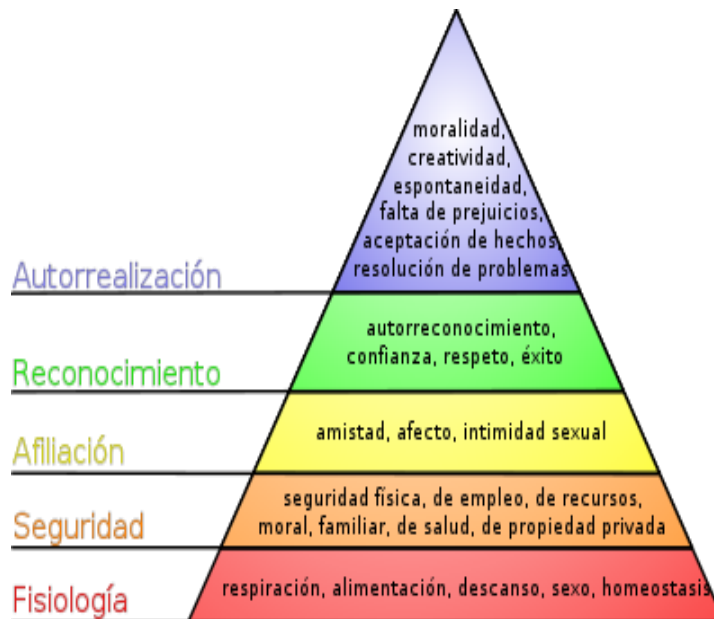 moralidad,
creatividad,
espontaneidad,
falta de prejuicios,
aceptación de hechos,
resolución de problemas
Autorrealización
autorreconocimiento,
confianza, respeto, éxito
Reconocimiento
amistad, afecto, intimidad sexual
Afiliación
seguridad física, de empleo, de recursos,
moral, familiar, de salud, de propiedad privada
Seguridad
respiración, alimentación, descanso, sexo, homeostasis
Fisiología